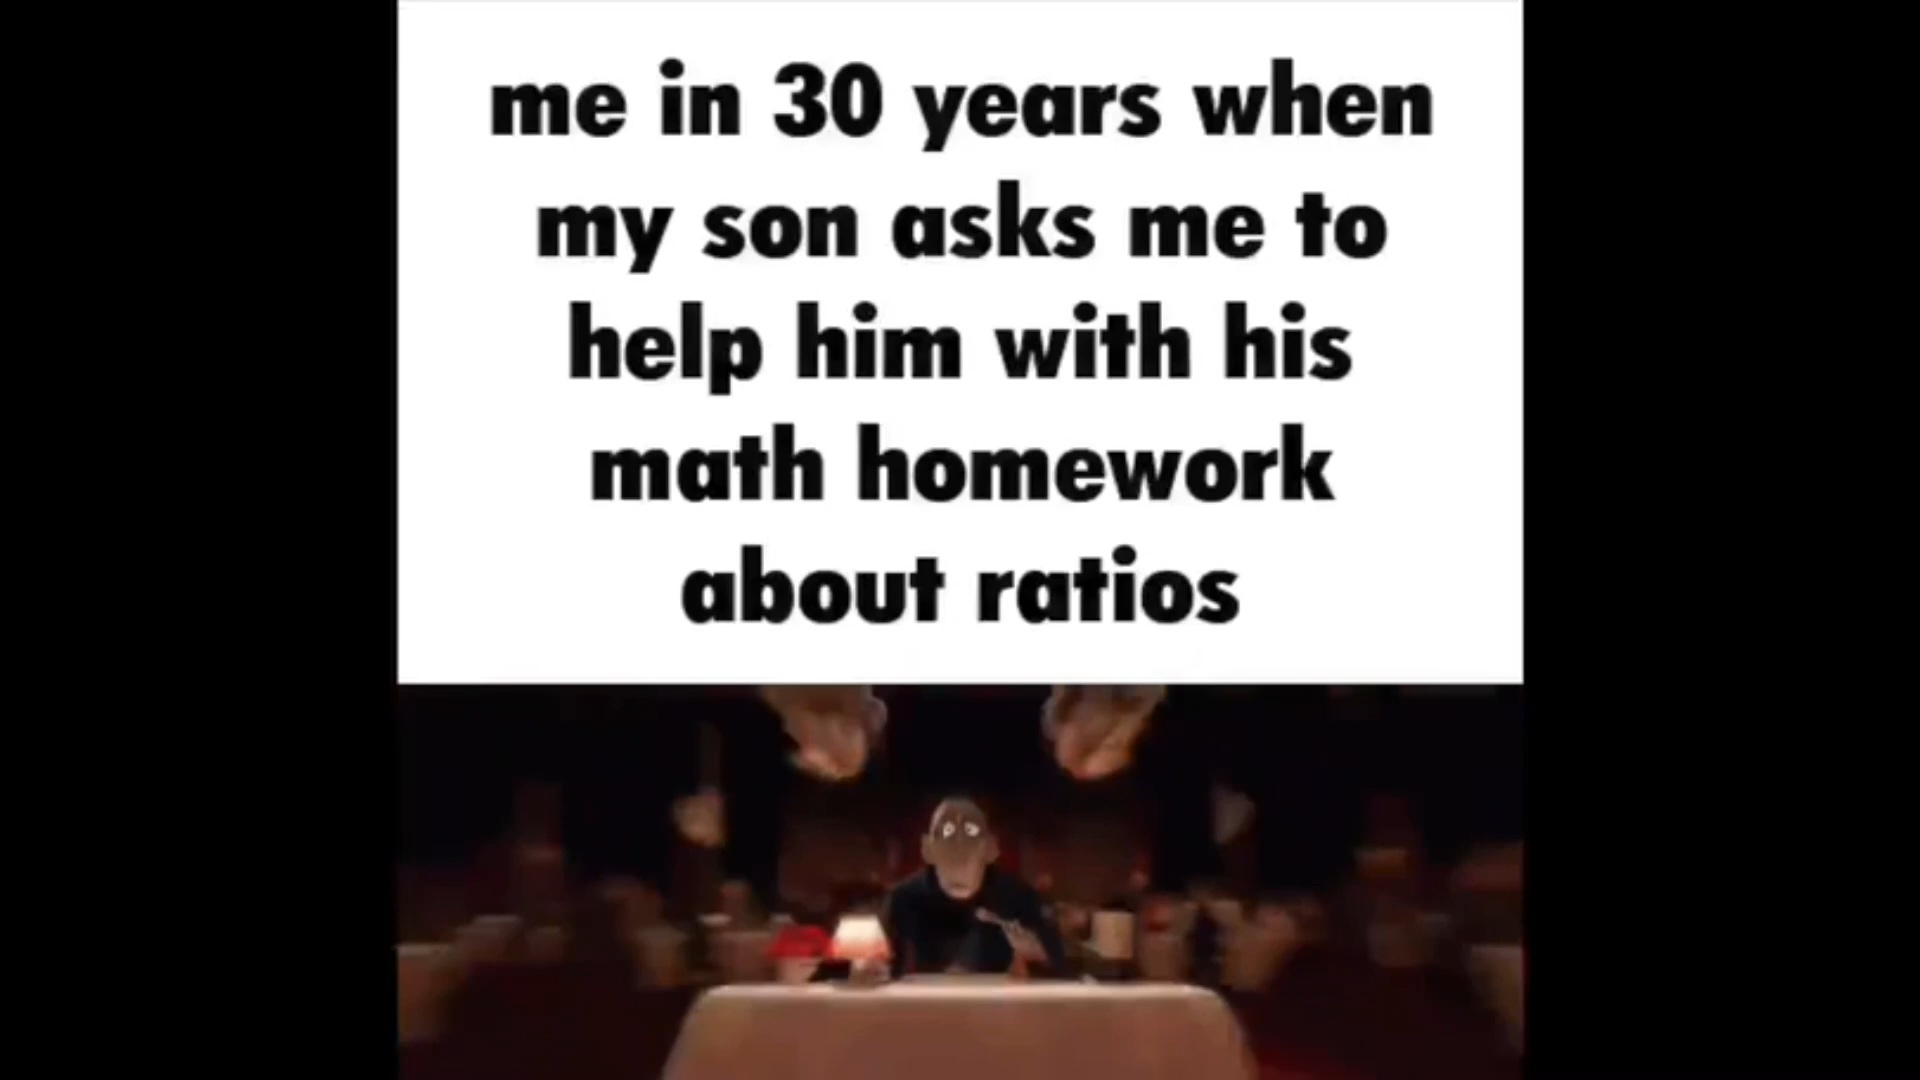 me in 30 years when
my son asks me to
help him with his
math homework
about ratios